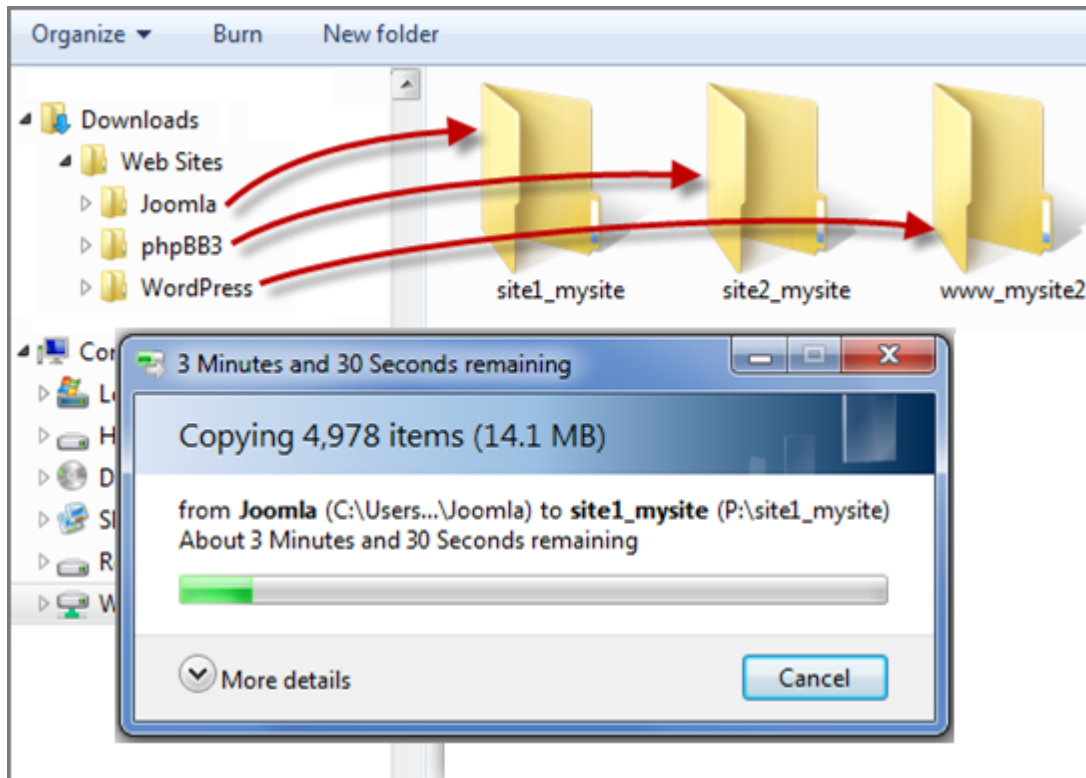 Organize Burn New folder
Downloads
Web Sites
Joomla
phpBB3
WordPress
site1_mysite site2_mysite www_mysite2
3 Minutes and 30 Seconds remaining
Copying 4,978 items (14.1 MB)
from Joomla (C:\Users...\Joomla) to site1_mysite (P:\site1_mysite)
About 3 Minutes and 30 Seconds remaining
More details Cancel